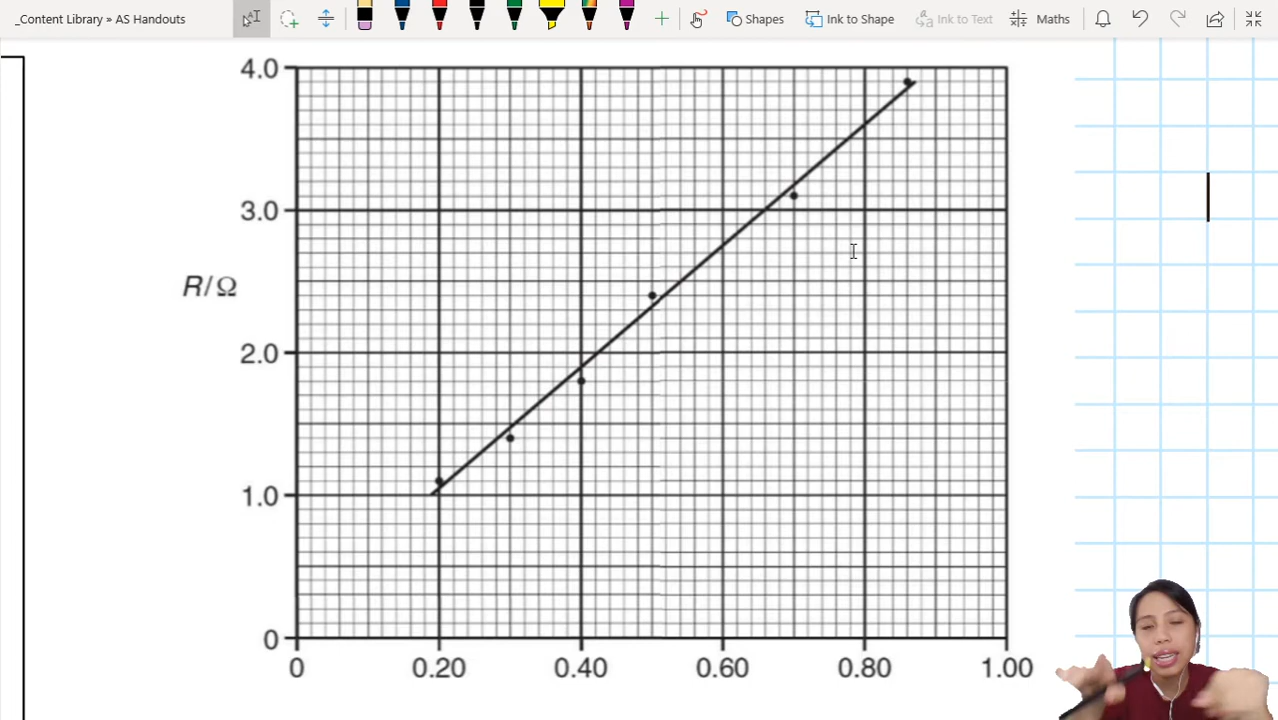 _Content Library » AS Handouts
Shapes
Ink to Shape
Ink to Text
Maths
4.0
3.0
R/Ω
2.0
1.0
0
0 0.20 0.40 0.60 0.80 1.00